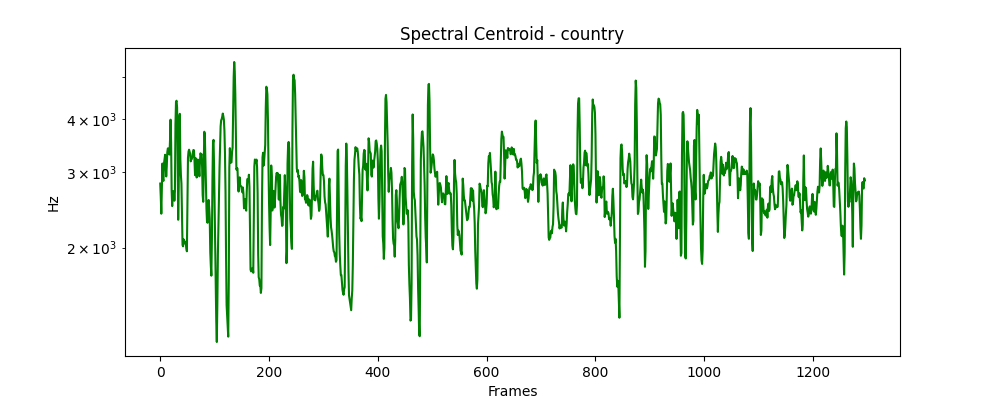 Spectral Centroid - country
4 × 10³
3 × 10³
2 × 10³
Hz
0 200 400 600 800 1000 1200
Frames